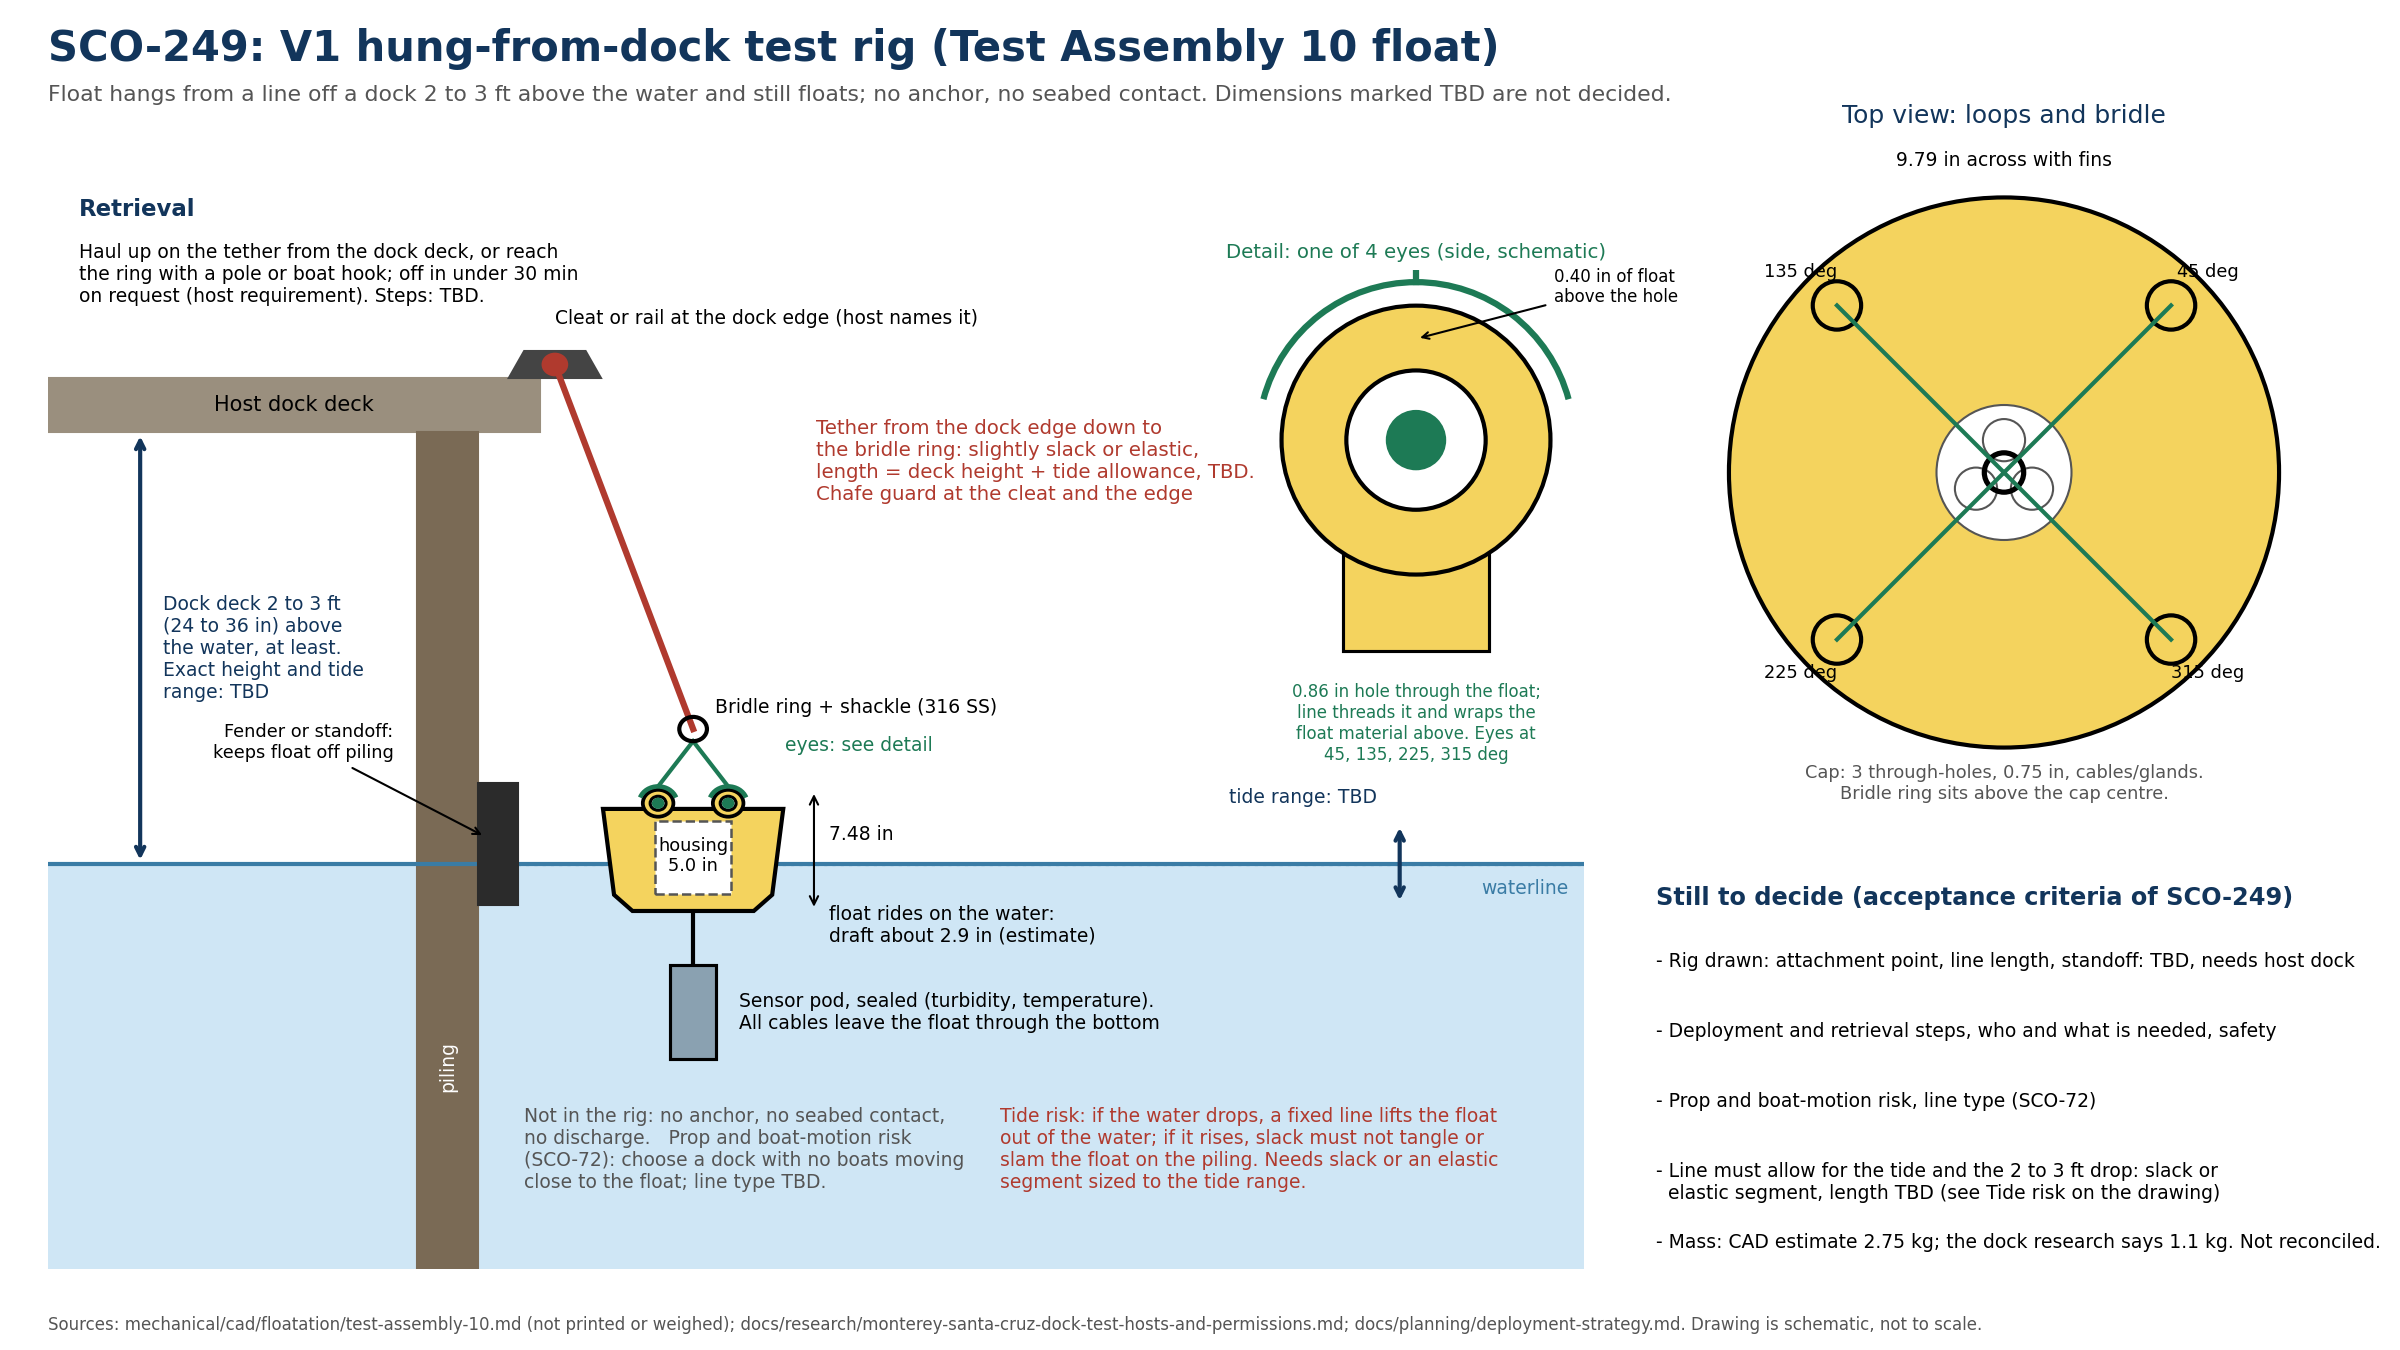 SCO-249: V1 hung-from-dock test rig (Test Assembly 10 float)
Float hangs from a line off a dock 2 to 3 ft above the water and still floats; no anchor, no seabed contact. Dimensions marked TBD are not decided.
Retrieval
Haul up on the tether from the dock deck, or reach
the ring with a pole or boat hook; off in under 30 min
on request (host requirement). Steps: TBD.
Cleat or rail at the dock edge (host names it)
Host dock deck
Tether from the dock edge down to
the bridle ring: slightly slack or elastic,
length = deck height + tide allowance, TBD.
Chafe guard at the cleat and the edge
Dock deck 2 to 3 ft
(24 to 36 in) above
the water, at least.
Exact height and tide
range: TBD
Fender or standoff:
keeps float off piling
Bridle ring + shackle (316 SS)
eyes: see detail
housing
5.0 in
7.48 in
float rides on the water:
draft about 2.9 in (estimate)
Sensor pod, sealed (turbidity, temperature).
All cables leave the float through the bottom
piling
Not in the rig: no anchor, no seabed contact,
no discharge.   Prop and boat-motion risk
(SCO-72): choose a dock with no boats moving
close to the float; line type TBD.
Tide risk: if the water drops, a fixed line lifts the float
out of the water; if it rises, slack must not tangle or
slam the float on the piling. Needs slack or an elastic
segment sized to the tide range.
Detail: one of 4 eyes (side, schematic)
0.40 in of float
above the hole
0.86 in hole through the float;
line threads it and wraps the
float material above. Eyes at
45, 135, 225, 315 deg
tide range: TBD
waterline
Top view: loops and bridle
9.79 in across with fins
135 deg
45 deg
225 deg
315 deg
Cap: 3 through-holes, 0.75 in, cables/glands.
Bridle ring sits above the cap centre.
Still to decide (acceptance criteria of SCO-249)
- Rig drawn: attachment point, line length, standoff: TBD, needs host dock
- Deployment and retrieval steps, who and what is needed, safety
- Prop and boat-motion risk, line type (SCO-72)
- Line must allow for the tide and the 2 to 3 ft drop: slack or
elastic segment, length TBD (see Tide risk on the drawing)
- Mass: CAD estimate 2.75 kg; the dock research says 1.1 kg. Not reconciled.
Sources: mechanical/cad/floatation/test-assembly-10.md (not printed or weighed); docs/research/monterey-santa-cruz-dock-test-hosts-and-permissions.md; docs/planning/deployment-strategy.md. Drawing is schematic, not to scale.